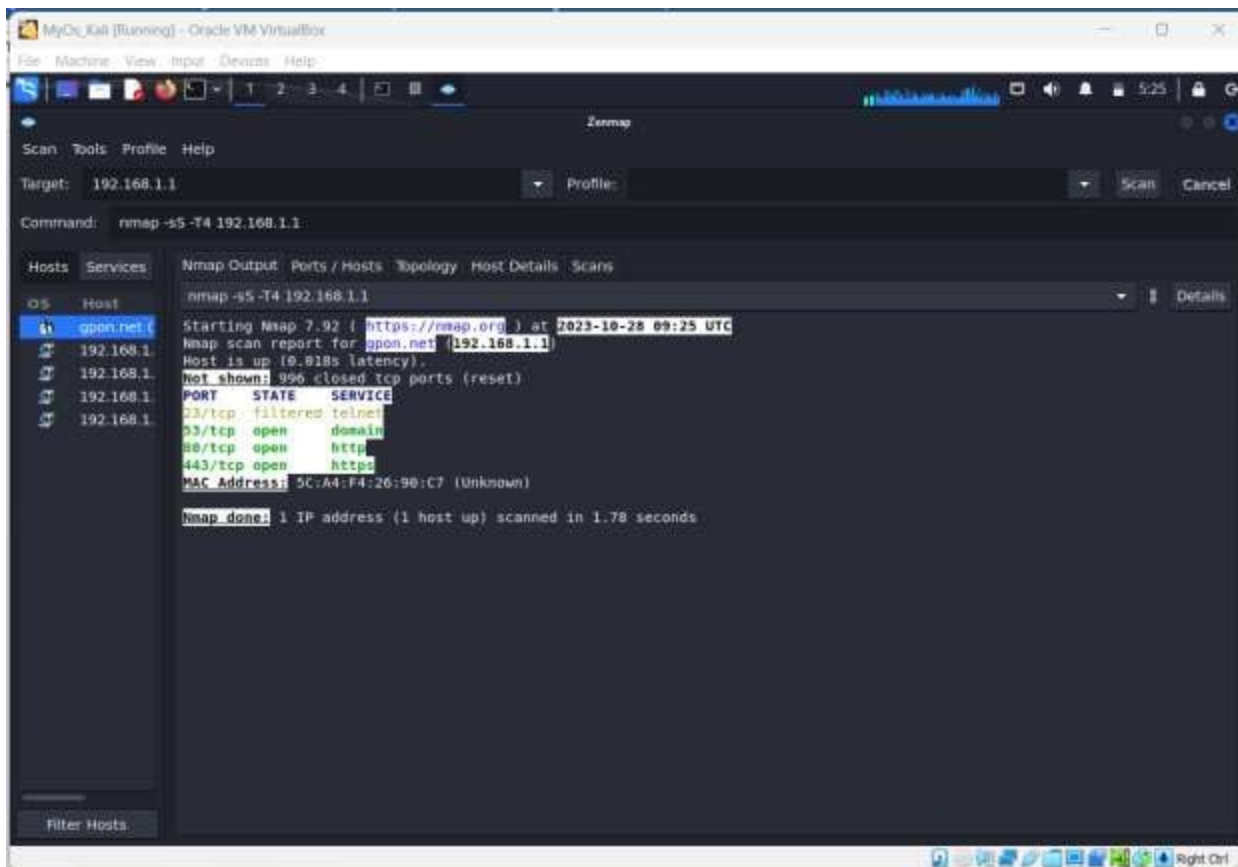 MyOs_Kali [Running] - Oracle VM VirtualBox
File Machine View Input Devices Help
1 2 3 4 5:25
Zenmap
Scan Tools Profile Help
Target: 192.168.1.1 Profile: Scan Cancel
Command: nmap -sS -T4 192.168.1.1
Hosts Services Nmap Output Ports / Hosts Topology Host Details Scans
OS Host nmap -sS -T4 192.168.1.1 Details
gpon.net (
192.168.1.
192.168.1.
192.168.1.
192.168.1.
Starting Nmap 7.92 ( https://nmap.org ) at 2023-10-28 09:25 UTC
Nmap scan report for gpon.net (192.168.1.1)
Host is up (0.018s latency).
Not shown: 996 closed tcp ports (reset)
PORT STATE SERVICE
23/tcp filtered telnet
53/tcp open domain
80/tcp open http
443/tcp open https
MAC Address: 5C:A4:F4:26:90:C7 (Unknown)
Nmap done: 1 IP address (1 host up) scanned in 1.78 seconds
Filter Hosts
Right Ctrl